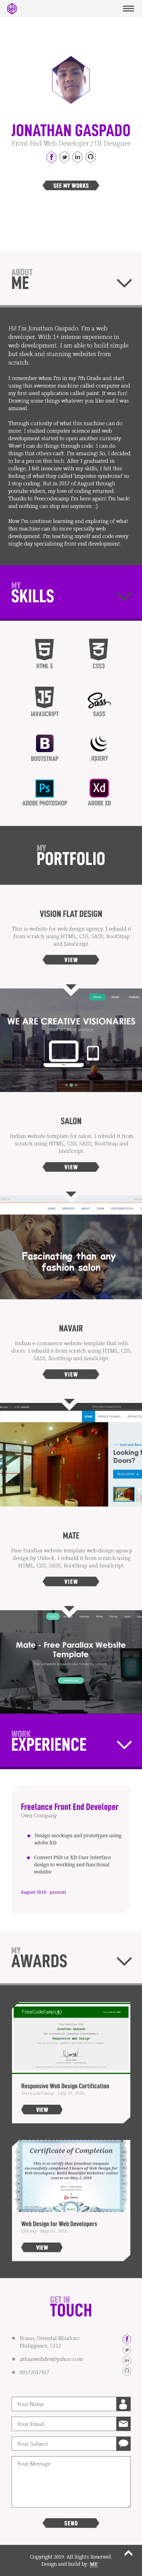 JONATHAN GASPADO
Front End Web Developer / UI Designer
SEE MY WORKS
ABOUT
ME
Hi! I'm Jonathan Gaspado. I'm a web
developer. With 1+ intense experience in
web development. I am able to build simple
but sleek and stunning websites from
scratch.
I remember when I'm my 7th Grade and start
using this awesome machine called computer and
my first used application called paint. It was fun!
Drawing some things whatever you like and I was
amazed.
Through curiosity of what this machine can do
more. I studied computer science and web
development started to open another curiosity.
Wow! I can do things through code. I can do
things that others can't. I'm amazing! So, I decided
to be a pro on this tech. After I graduated in
college, I felt unsure with my skills, I felt this
feeling of what they called 'imposter syndrome' so
I stopped. But in 2017 of August through
youtube videos, my love of coding returned.
Thanks to Freecodecamp I'm here again! I'm back!
and nothing can stop me anymore :)
Now I'm continue learning and exploring of what
this machine can do more specially web
development. I'm teaching myself and code every
single day specializing Front end development.
MY
SKILLS
HTML 5
CSS3
JAVASCRIPT
SASS
BOOTSTRAP
JQUERY
ADOBE PHOTOSHOP
ADOBE XD
MY
PORTFOLIO
VISION FLAT DESIGN
This is website for web design agency. I rebuild it
from scratch using HTML, CSS, SASS, BootStrap
and JavaScript.
VIEW
WE ARE CREATIVE VISIONARIES
SALON
Indian website template for salon. I rebuild it from
scratch using HTML, CSS, SASS, BootStrap and
JavaScript.
VIEW
Fascinating than any
fashion salon
NAVAIR
Indian e-commerce website template that sells
doors. I rebuild it from scratch using HTML, CSS,
SASS, BootStrap and JavaScript.
VIEW
HOME
Looking f
Doors?
MATE
Free Parallax website template web design agency
design by Uideck. I rebuild it from scratch using
HTML, CSS, SASS, BootStrap and JavaScript.
VIEW
Mate - Free Parallax Website
Template
WORK
EXPERIENCE
Freelance Front End Developer
Own Company
Design mockups and prototypes using
adobe XD
Convert PSD or XD User Interface
design to working and functional
website
August 2018 - present
MY
AWARDS
FreeCodeCamp
Jonathan Gaspado
Responsive Web Design
Responsive Web Design Certification
FreeCodeCamp - July 31, 2018
VIEW
Certificate of Completion
Web Design for Web Developers
Udemy - May 07, 2018
VIEW
GET IN
TOUCH
Roxas, Oriental Mindoro
Philippines, 5212
athanwebdev@yahoo.com
09172017427
Your Name
Your Email
Your Subject
Your Message
SEND
Copyright 2019. All Rights Reserved.
Design and build by: ME